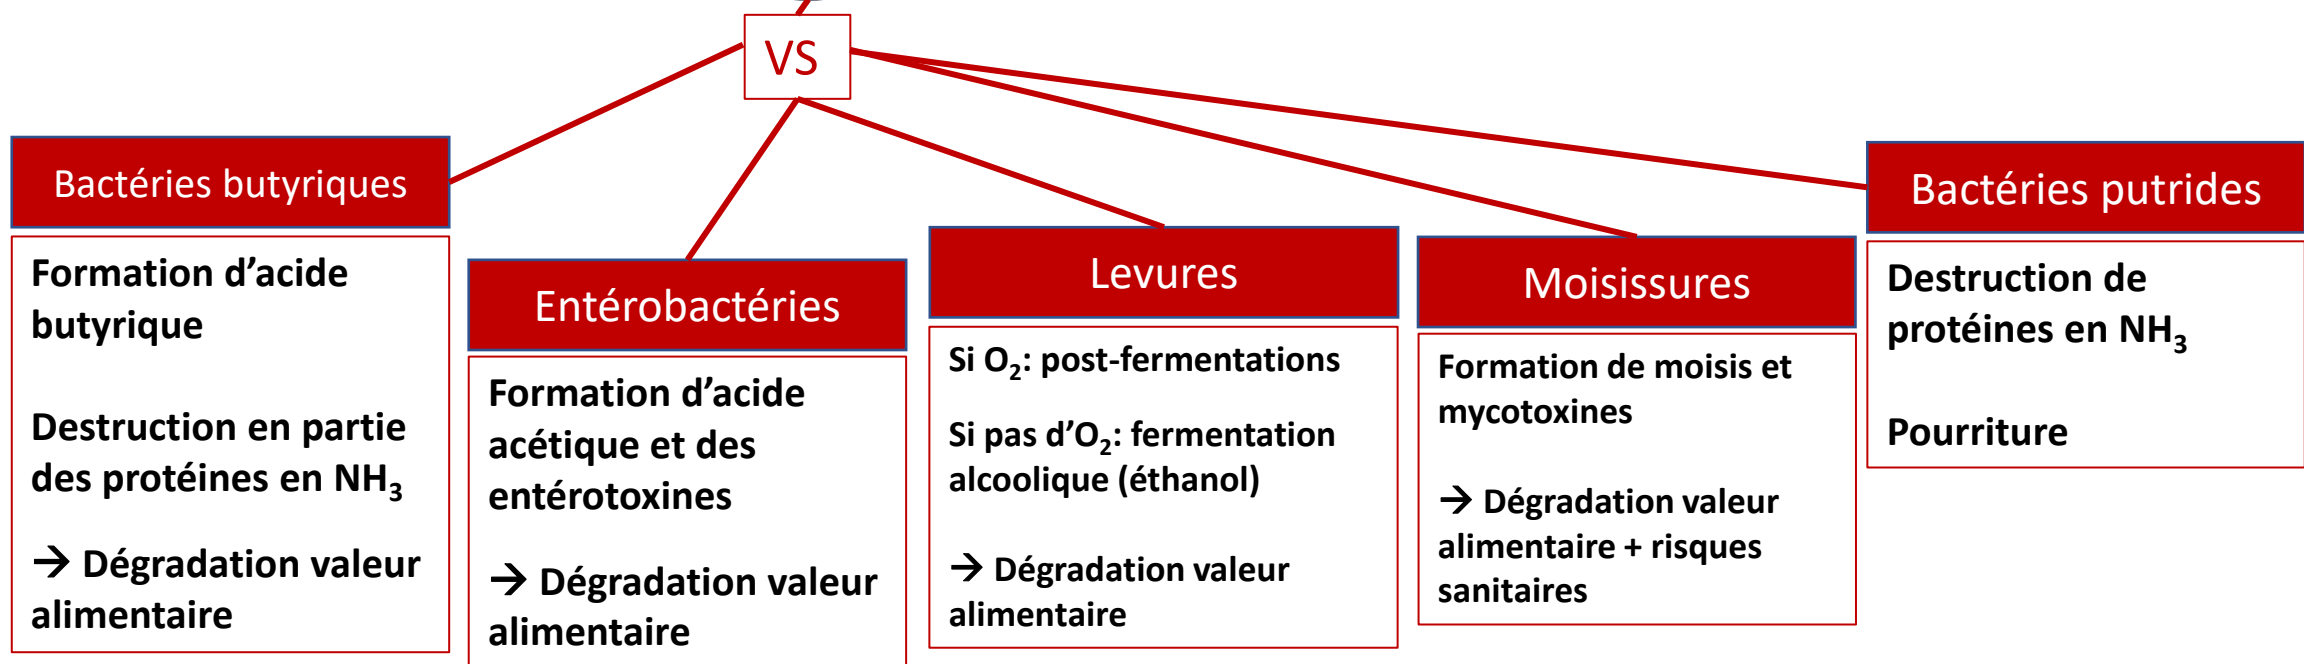 VS
Bactéries butyriques
Formation d’acide
butyrique
Destruction en partie
des protéines en NH₃
→ Dégradation valeur
alimentaire
Entérobactéries
Formation d’acide
acétique et des
entérotoxines
→ Dégradation valeur
alimentaire
Levures
Si O₂: post-fermentations
Si pas d’O₂: fermentation
alcoolique (éthanol)
→ Dégradation valeur
alimentaire
Moisissures
Formation de moisis et
mycotoxines
→ Dégradation valeur
alimentaire + risques
sanitaires
Bactéries putrides
Destruction de
protéines en NH₃
Pourriture